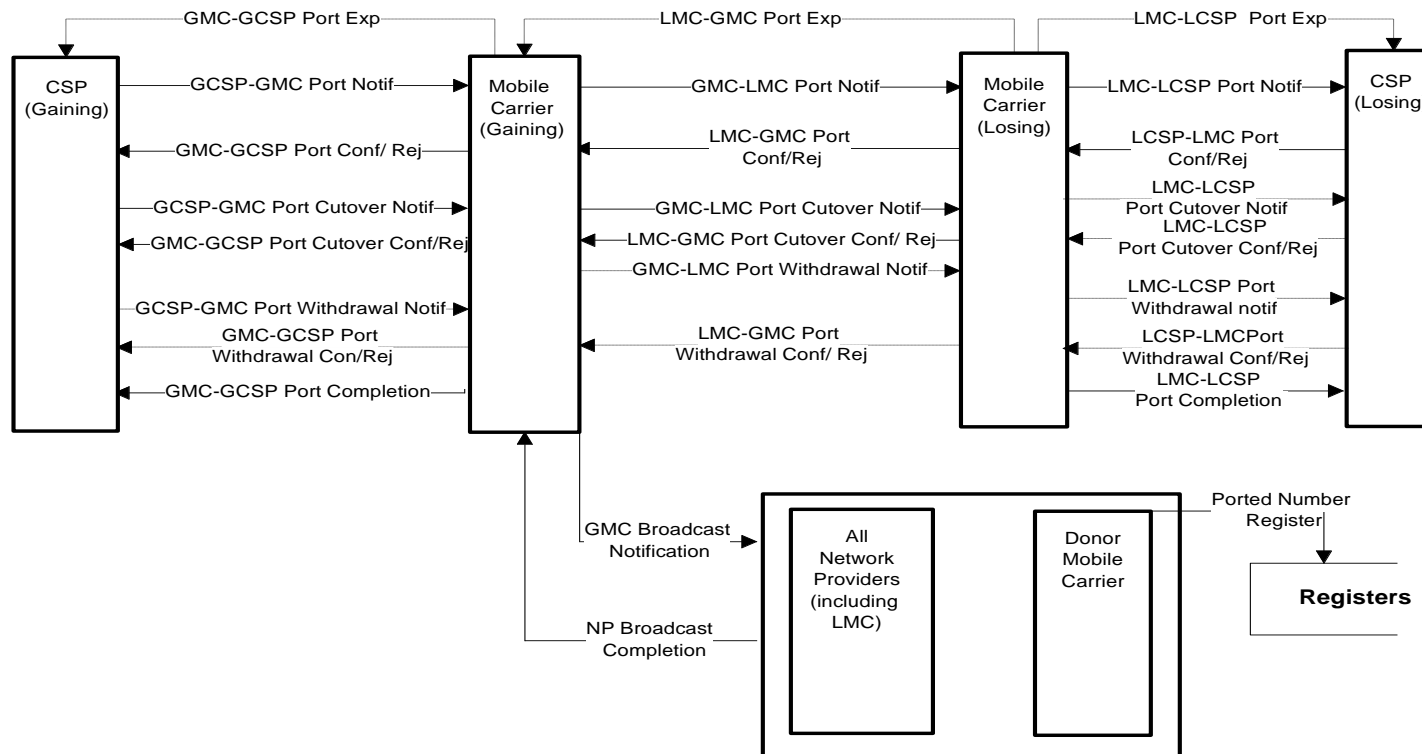 GMC-GCSP Port Exp
LMC-GMC Port Exp
LMC-LCSP Port Exp
CSP
(Gaining)
Mobile
Carrier
(Gaining)
Mobile
Carrier
(Losing)
CSP
(Losing)
GCSP-GMC Port Notif
GMC-LMC Port Notif
LMC-LCSP Port Notif
GMC-GCSP Port Conf/ Rej
LMC-GMC Port
Conf/Rej
LCSP-LMC Port
Conf/Rej
GCSP-GMC Port Cutover Notif
GMC-LMC Port Cutover Notif
LMC-LCSP
Port Cutover Notif
GMC-GCSP Port Cutover Conf/Rej
LMC-GMC Port Cutover Conf/ Rej
LMC-LCSP
Port Cutover Conf/Rej
GMC-LMC Port Withdrawal Notif
GCSP-GMC Port Withdrawal Notif
LMC-LCSP Port
Withdrawal notif
GMC-GCSP Port
Withdrawal Con/Rej
LMC-GMC Port
Withdrawal Conf/ Rej
LCSP-LMCPort
Withdrawal Conf/Rej
GMC-GCSP Port Completion
LMC-LCSP
Port Completion
GMC Broadcast
Notification
NP Broadcast
Completion
All
Network
Providers
(including
LMC)
Donor
Mobile
Carrier
Ported Number
Register
Registers